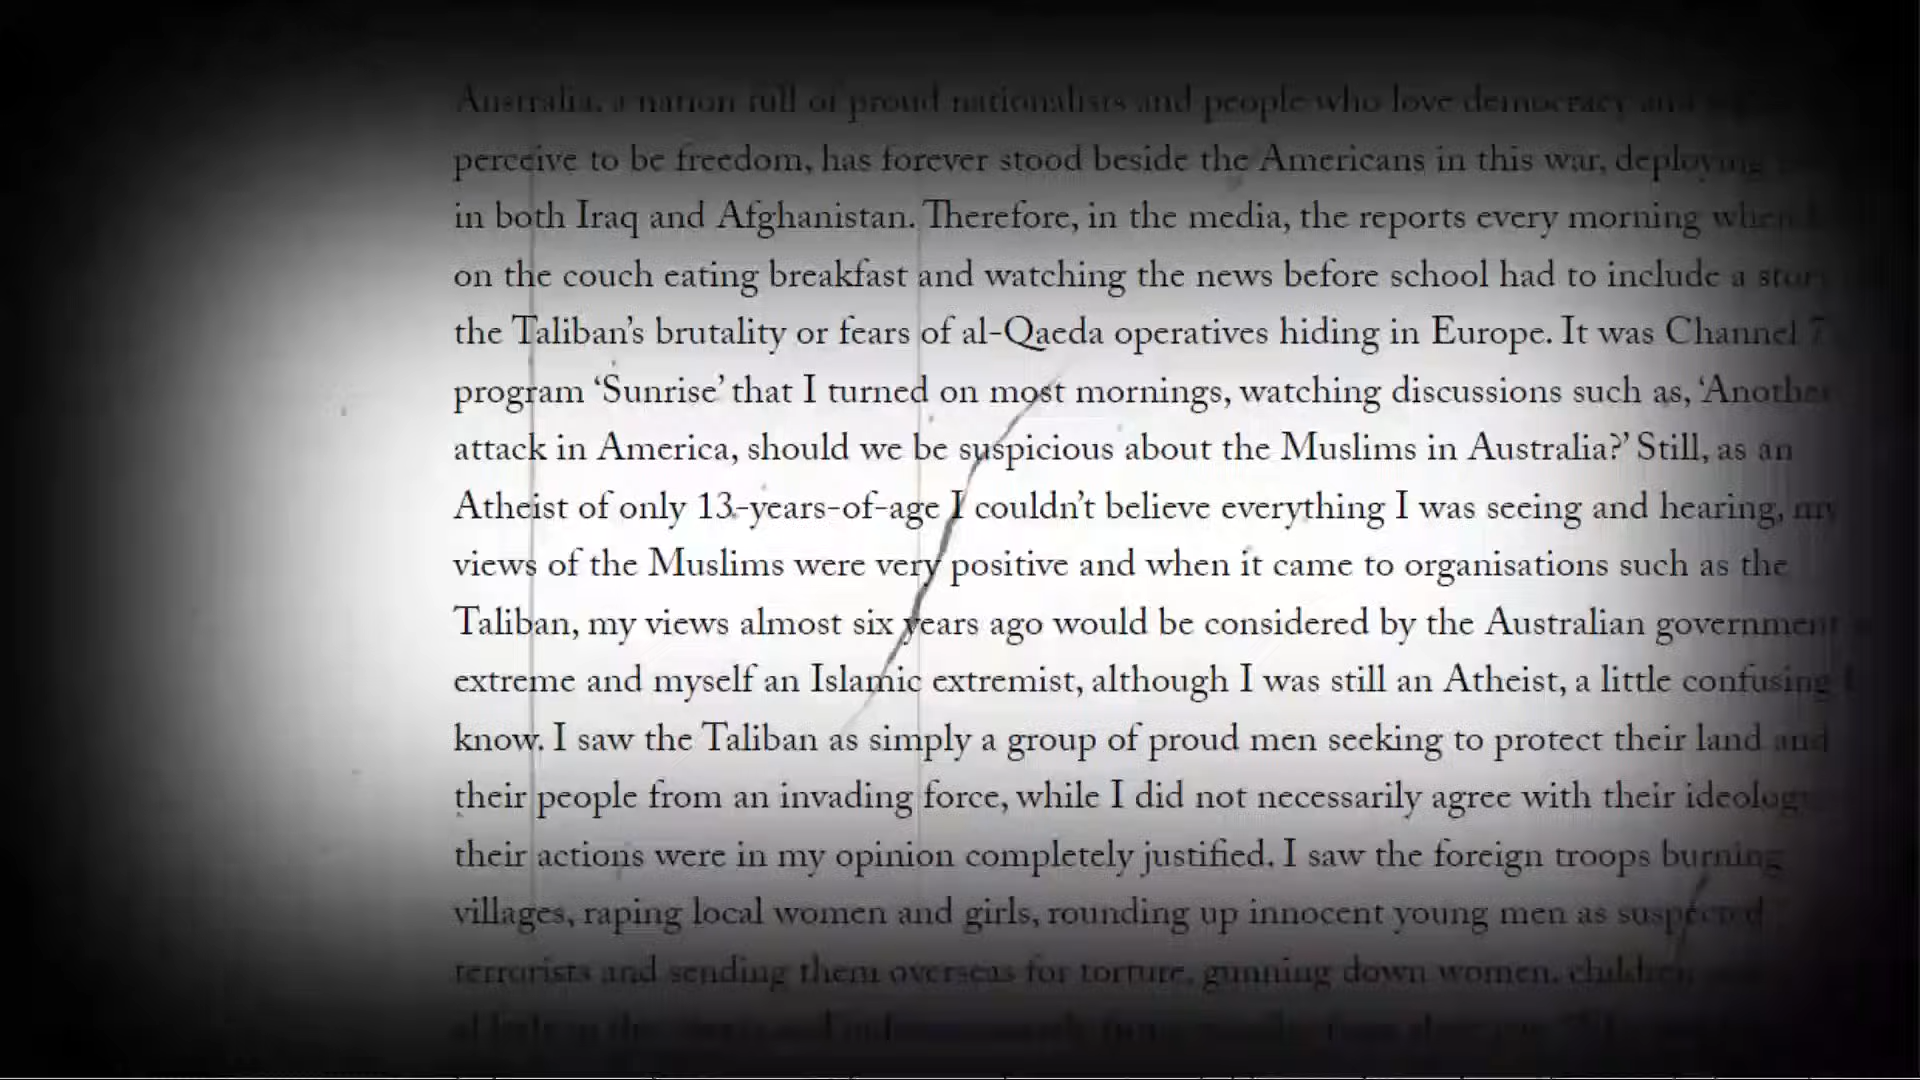 Australia, a nation full of proud nationalists and people who love democracy and
perceive to be freedom, has forever stood beside the Americans in this war, deploying
in both Iraq and Afghanistan. Therefore, in the media, the reports every morning when
on the couch eating breakfast and watching the news before school had to include a story
the Taliban’s brutality or fears of al-Qaeda operatives hiding in Europe. It was Channel 7
program ‘Sunrise’ that I turned on most mornings, watching discussions such as, ‘Another
attack in America, should we be suspicious about the Muslims in Australia?’ Still, as an
Atheist of only 13-years-of-age I couldn’t believe everything I was seeing and hearing, my
views of the Muslims were very positive and when it came to organisations such as the
Taliban, my views almost six years ago would be considered by the Australian government
extreme and myself an Islamic extremist, although I was still an Atheist, a little confusing I
know. I saw the Taliban as simply a group of proud men seeking to protect their land and
their people from an invading force, while I did not necessarily agree with their ideology
their actions were in my opinion completely justified. I saw the foreign troops burning
villages, raping local women and girls, rounding up innocent young men as suspected
terrorists and sending them overseas for torture, gunning down women, children